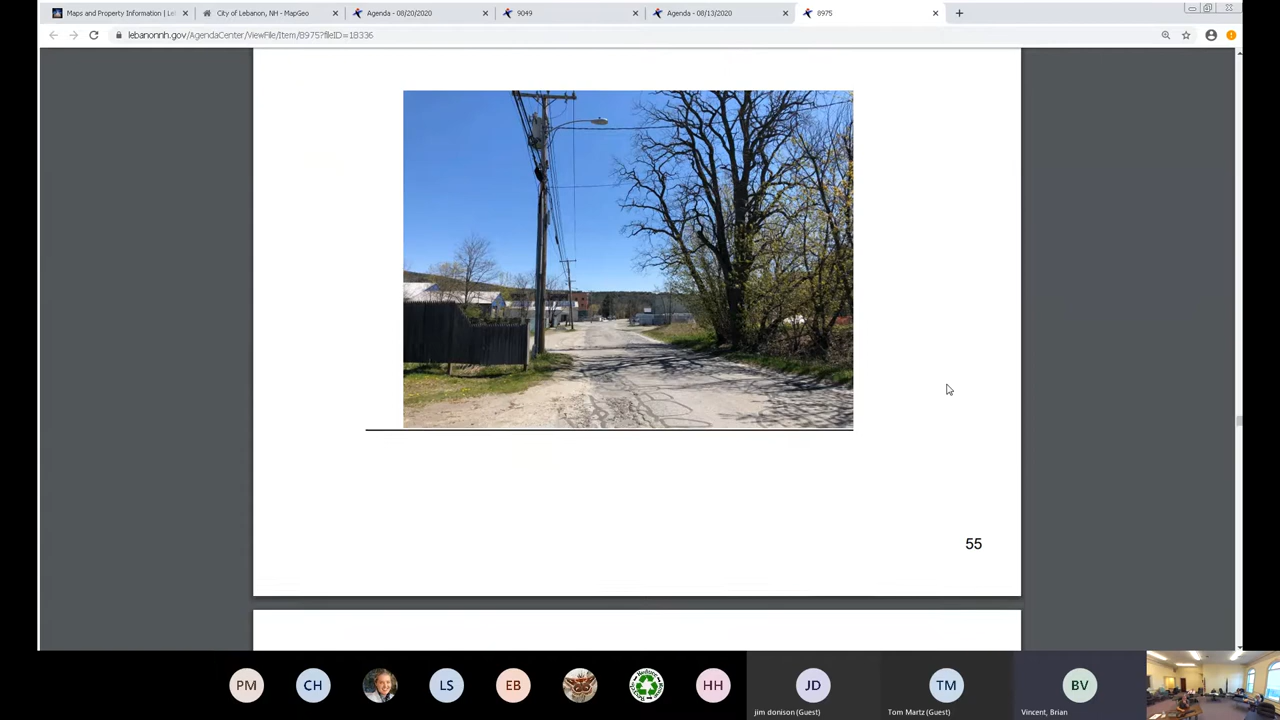 Maps and Property Information | Le
City of Lebanon, NH - MapGeo
Agenda - 08/20/2020
9049
Agenda - 08/13/2020
8975
lebanonnh.gov/AgendaCenter/ViewFile/Item/8975?fileID=18336
55
PM
CH
LS
EB
HH
JD
TM
BV
jim donison (Guest)
Tom Martz (Guest)
Vincent, Brian